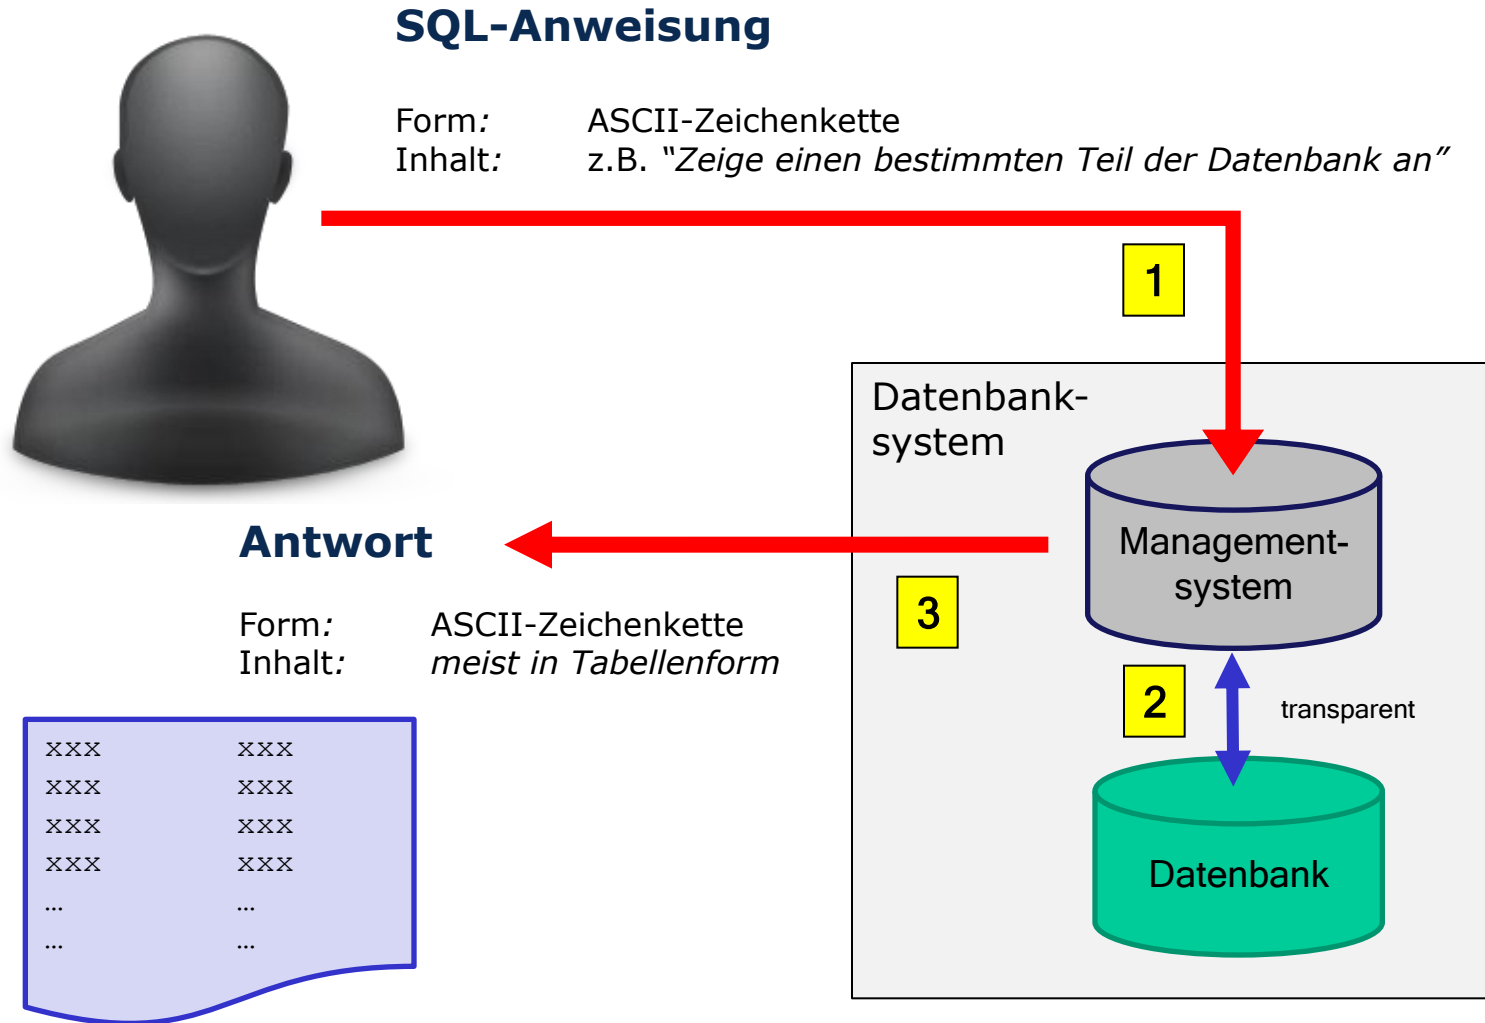 SQL-Anweisung
Form: ASCII-Zeichenkette
Inhalt: z.B. “Zeige einen bestimmten Teil der Datenbank an”
1
Datenbank-
system
Management-
system
Antwort
3
Form: ASCII-Zeichenkette
Inhalt: meist in Tabellenform
2
transparent
xxx xxx
xxx xxx
xxx xxx
xxx xxx
… …
… …
Datenbank